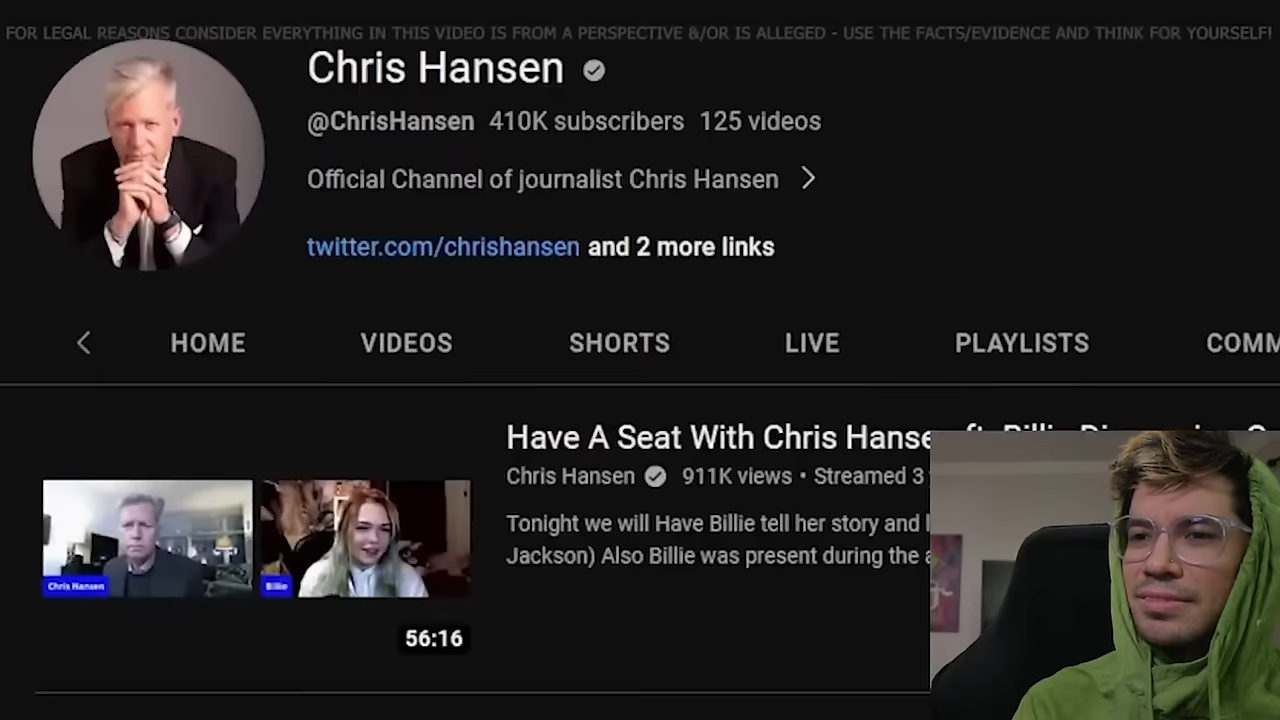 FOR LEGAL REASONS CONSIDER EVERYTHING IN THIS VIDEO IS FROM A PERSPECTIVE &/OR IS ALLEGED - USE THE FACTS/EVIDENCE AND THINK FOR YOURSELF!
Chris Hansen
@ChrisHansen 410K subscribers 125 videos
Official Channel of journalist Chris Hansen
twitter.com/chrishansen and 2 more links
HOME VIDEOS SHORTS LIVE PLAYLISTS COMM
Have A Seat With Chris Hanse
Chris Hansen 911K views • Streamed 3
Tonight we will Have Billie tell her story and
Jackson) Also Billie was present during the
Chris Hansen
Billie
56:16